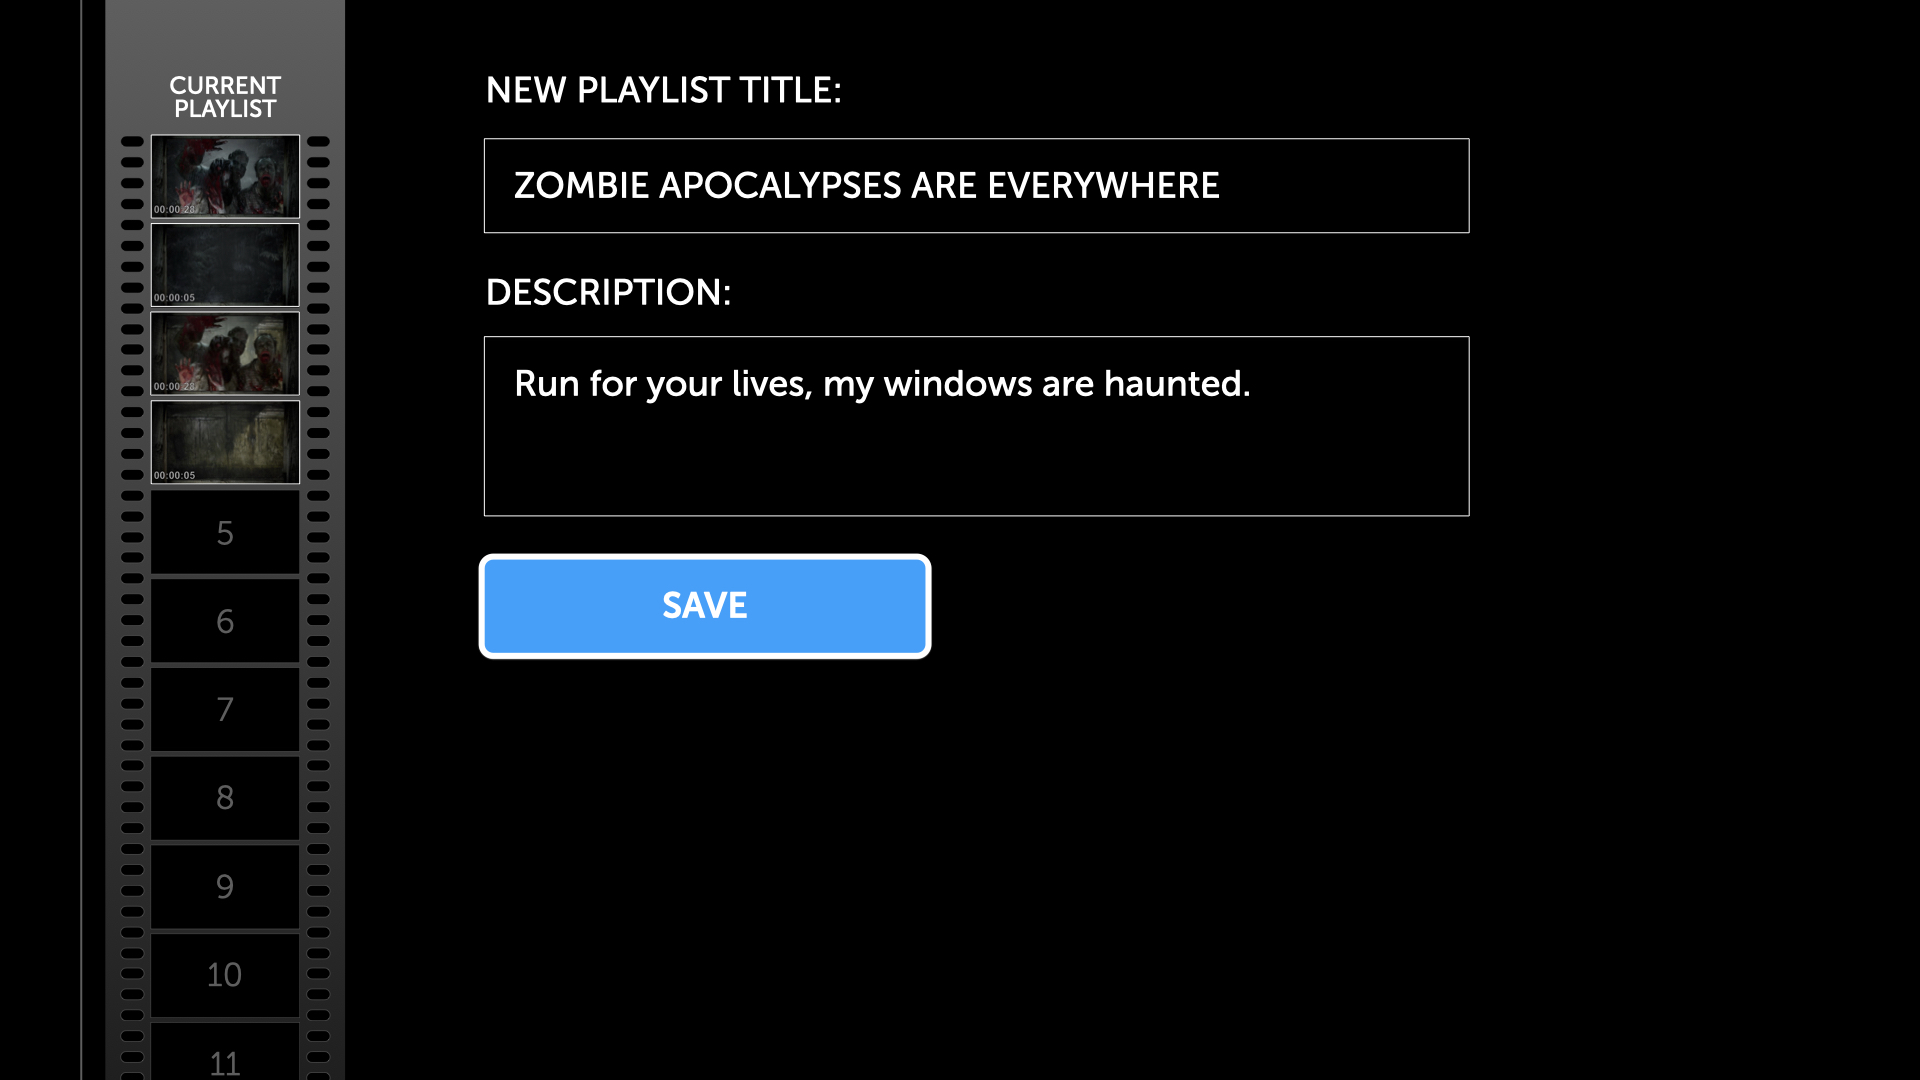 CURRENT
PLAYLIST
00:00:28
00:00:05
00:00:28
00:00:05
5
6
7
8
9
10
11
NEW PLAYLIST TITLE:
ZOMBIE APOCALYPSES ARE EVERYWHERE
DESCRIPTION:
Run for your lives, my windows are haunted.
SAVE